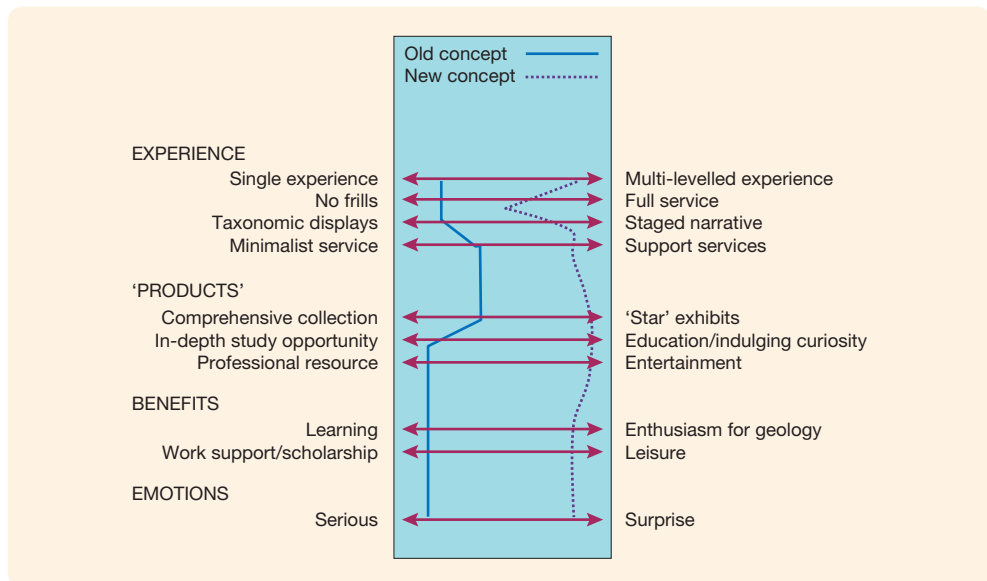 Old concept
New concept
EXPERIENCE
Single experience Multi-levelled experience
No frills Full service
Taxonomic displays Staged narrative
Minimalist service Support services
‘PRODUCTS’
Comprehensive collection ‘Star’ exhibits
In-depth study opportunity Education/indulging curiosity
Professional resource Entertainment
BENEFITS
Learning Enthusiasm for geology
Work support/scholarship Leisure
EMOTIONS
Serious Surprise